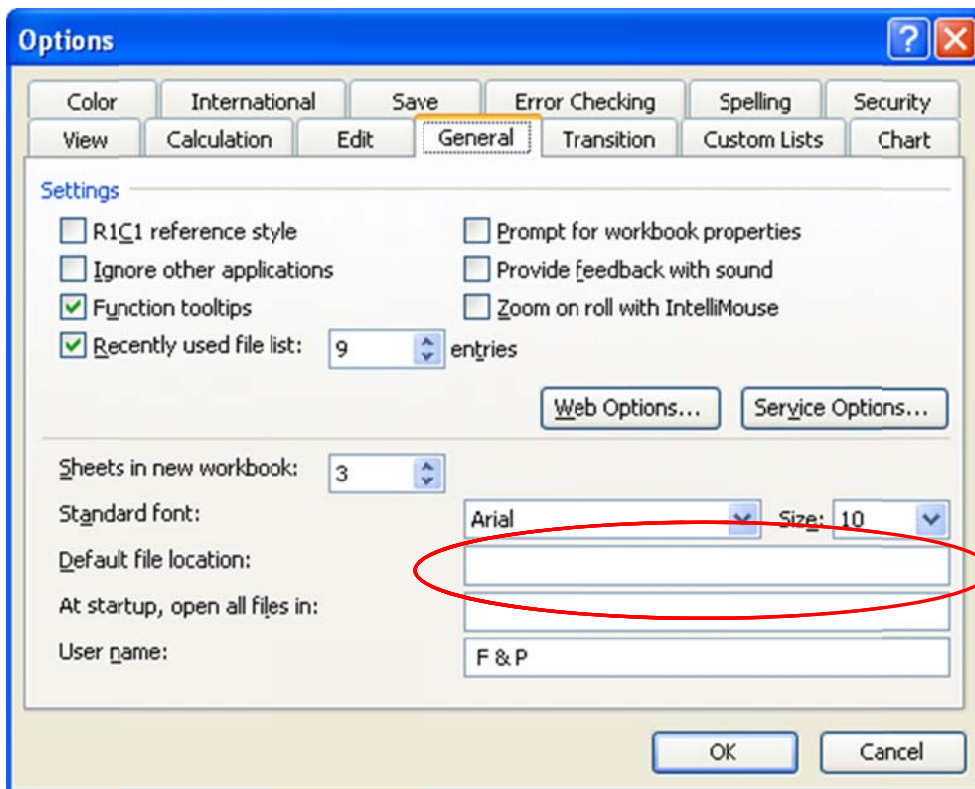 Options
Color International Save Error Checking Spelling Security
View Calculation Edit General Transition Custom Lists Chart
Settings
R1C1 reference style
Prompt for workbook properties
Ignore other applications
Provide feedback with sound
Function tooltips
Zoom on roll with IntelliMouse
Recently used file list: 9 entries
Web Options... Service Options...
Sheets in new workbook: 3
Standard font: Arial Size: 10
Default file location:
At startup, open all files in:
User name: F & P
OK Cancel